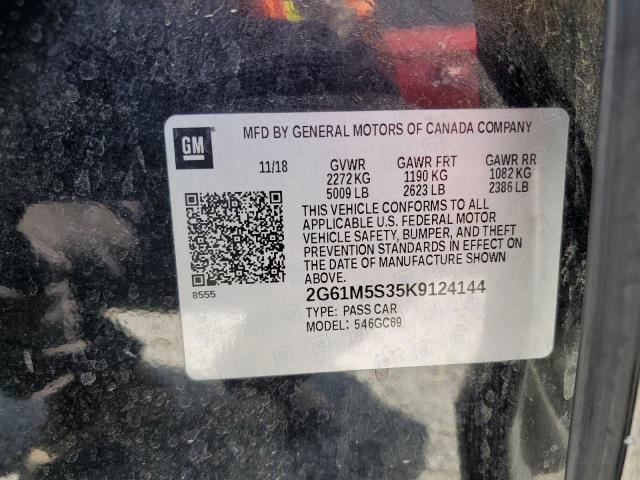 GM
MFD BY GENERAL MOTORS OF CANADA COMPANY
11/18 GVWR GAWR FRT GAWR RR
2272 KG 1190 KG 1082 KG
5009 LB 2623 LB 2386 LB
THIS VEHICLE CONFORMS TO ALL
APPLICABLE U.S. FEDERAL MOTOR
VEHICLE SAFETY, BUMPER, AND THEFT
PREVENTION STANDARDS IN EFFECT ON
THE DATE OF MANUFACTURE SHOWN
ABOVE.
8555
2G61M5S35K9124144
TYPE: PASS CAR
MODEL: 546GC69